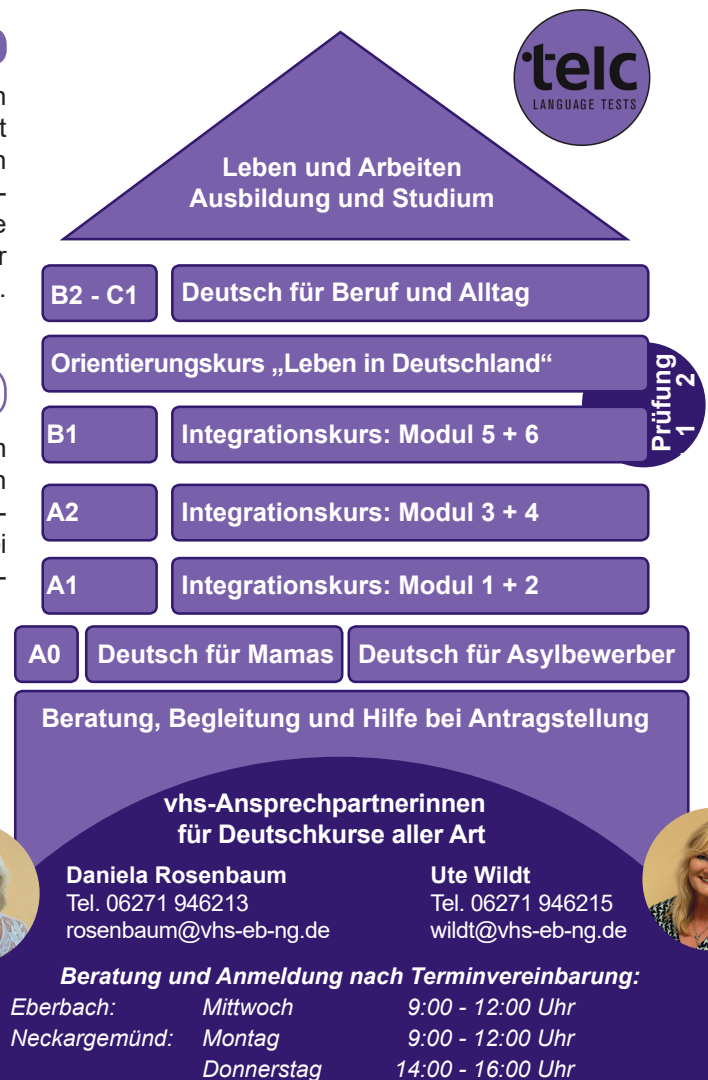 telc
LANGUAGE TESTS
Leben und Arbeiten
Ausbildung und Studium
B2 - C1 Deutsch für Beruf und Alltag
Orientierungskurs „Leben in Deutschland“
Prüfung
1 2
B1 Integrationskurs: Modul 5 + 6
A2 Integrationskurs: Modul 3 + 4
A1 Integrationskurs: Modul 1 + 2
A0 Deutsch für Mamas Deutsch für Asylbewerber
Beratung, Begleitung und Hilfe bei Antragstellung
vhs-Ansprechpartnerinnen
für Deutschkurse aller Art
Daniela Rosenbaum Ute Wildt
Tel. 06271 946213 Tel. 06271 946215
rosenbaum@vhs-eb-ng.de wildt@vhs-eb-ng.de
Beratung und Anmeldung nach Terminvereinbarung:
Eberbach: Mittwoch 9:00 - 12:00 Uhr
Neckargemünd: Montag 9:00 - 12:00 Uhr
Donnerstag 14:00 - 16:00 Uhr